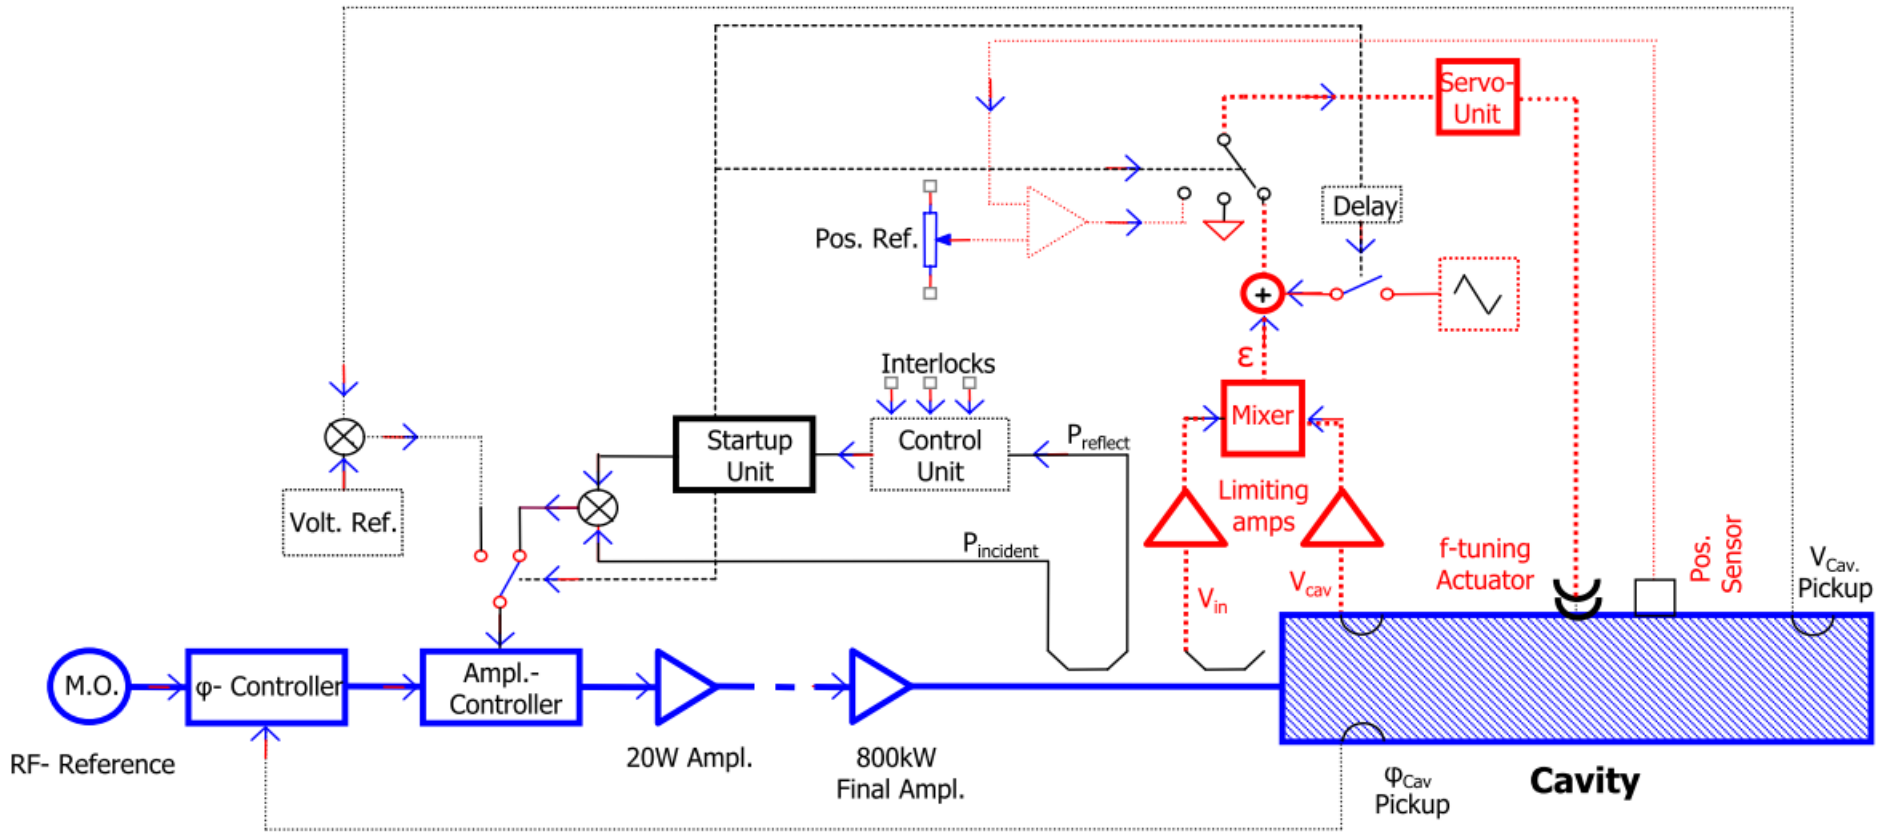 Servo-
Unit
Delay
Pos. Ref.
+
ε
Interlocks
Mixer
Startup
Unit
Control
Unit
Preflect
Limiting
amps
Volt. Ref.
Pincident
f-tuning
Actuator
Pos.
Sensor
VCav.
Pickup
Vin
Vcav
M.O.
φ- Controller
Ampl.-
Controller
RF- Reference
20W Ampl.
800kW
Final Ampl.
φCav
Pickup
Cavity